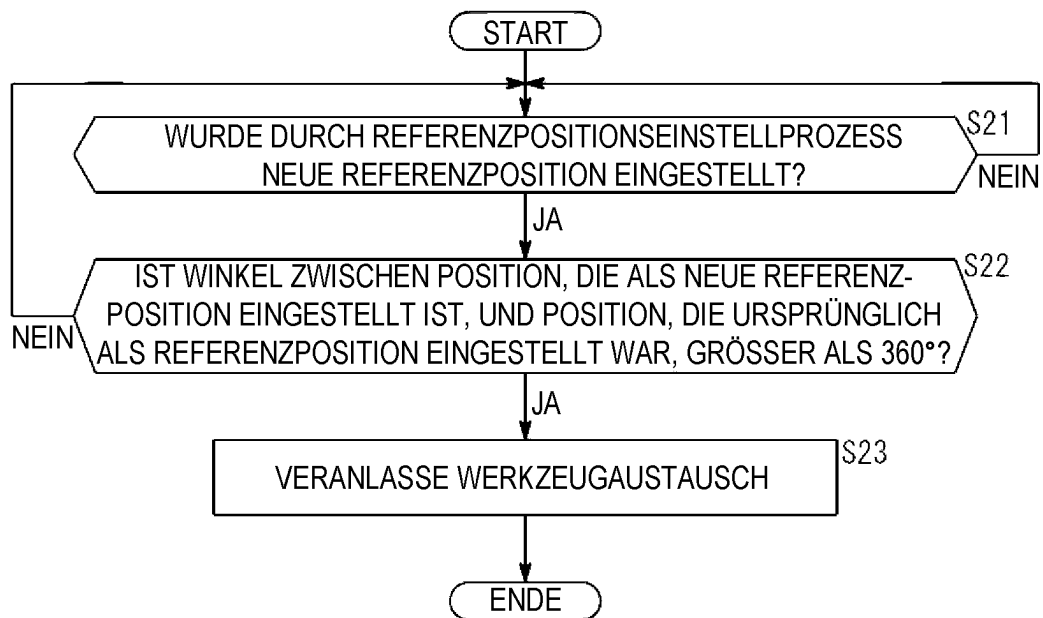 START
WURDE DURCH REFERENZPOSITIONSEINSTELLPROZESS
NEUE REFERENZPOSITION EINGESTELLT?
S21
NEIN
JA
IST WINKEL ZWISCHEN POSITION, DIE ALS NEUE REFERENZ-
POSITION EINGESTELLT IST, UND POSITION, DIE URSPRÜNGLICH
ALS REFERENZPOSITION EINGESTELLT WAR, GRÖSSER ALS 360°?
S22
NEIN
JA
VERANLASSE WERKZEUGAUSTAUSCH
S23
ENDE